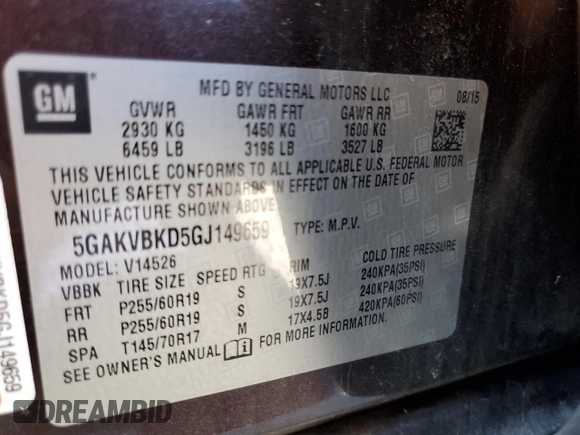 GM
MFD BY GENERAL MOTORS LLC
08/15
GVWR GAWR FRT GAWR RR
2930 KG 1450 KG 1600 KG
6459 LB 3196 LB 3527 LB
THIS VEHICLE CONFORMS TO ALL APPLICABLE U.S. FEDERAL MOTOR
VEHICLE SAFETY STANDARDS IN EFFECT ON THE DATE OF
MANUFACTURE SHOWN ABOVE.
5GAKVBKD5GJ149659 TYPE: M.P.V.
MODEL: V14526
VBBK TIRE SIZE SPEED RTG RIM COLD TIRE PRESSURE
FRT P255/60R19 S 19X7.5J 240KPA(35PSI)
RR P255/60R19 S 19X7.5J 240KPA(35PSI)
SPA T145/70R17 M 17X4.5B 420KPA(60PSI)
SEE OWNER'S MANUAL FOR MORE INFORMATION.
DREAMBID